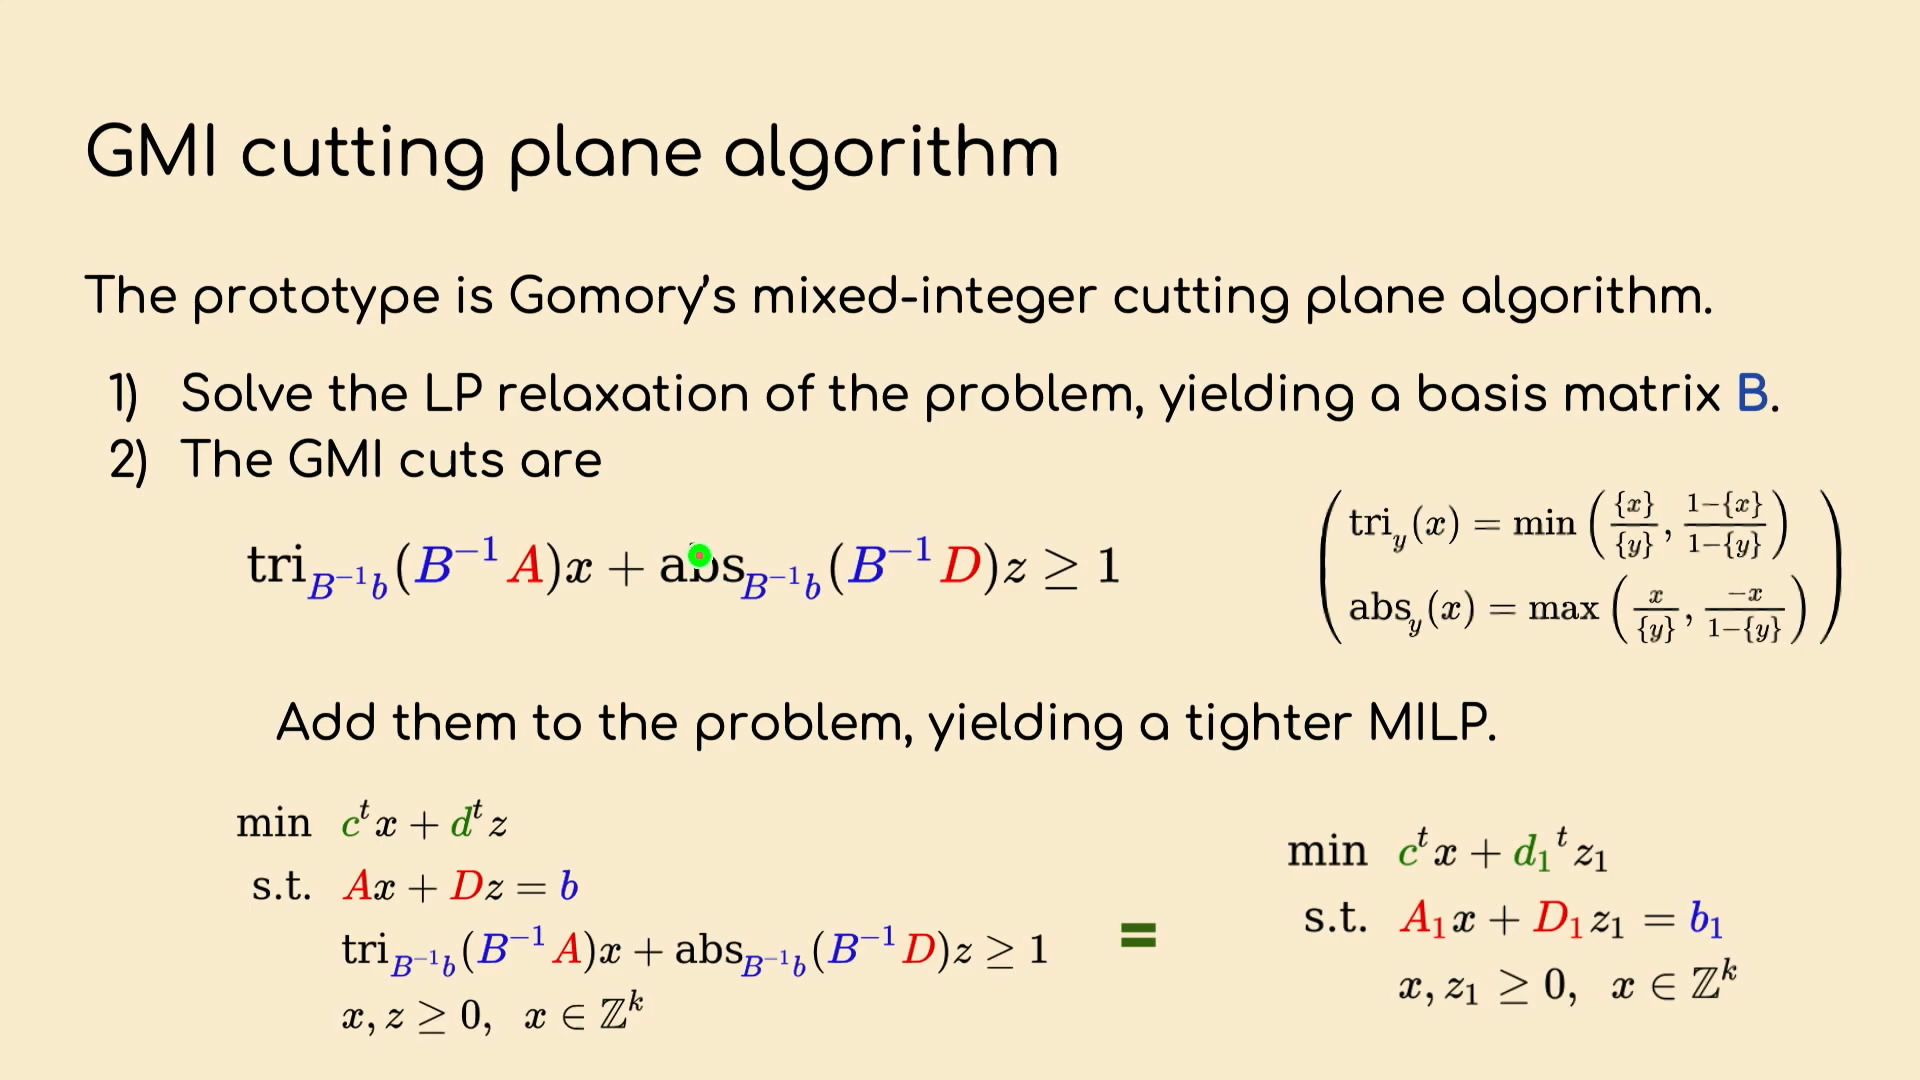 GMI cutting plane algorithm
The prototype is Gomory's mixed-integer cutting plane algorithm.
1) Solve the LP relaxation of the problem, yielding a basis matrix B.
2) The GMI cuts are
tri_{B^{-1}b}(B^{-1}A)x + abs_{B^{-1}b}(B^{-1}D)z ≥ 1
( tri_y(x) = min ( {x}/{y}, 1−{x}/1−{y} )
abs_y(x) = max ( x/{y}, −x/1−{y} ) )
Add them to the problem, yielding a tighter MILP.
min c^t x + d^t z
s.t. Ax + Dz = b
tri_{B^{-1}b}(B^{-1}A)x + abs_{B^{-1}b}(B^{-1}D)z ≥ 1
x, z ≥ 0, x ∈ ℤ^k
=
min c^t x + d_1^t z_1
s.t. A_1 x + D_1 z_1 = b_1
x, z_1 ≥ 0, x ∈ ℤ^k